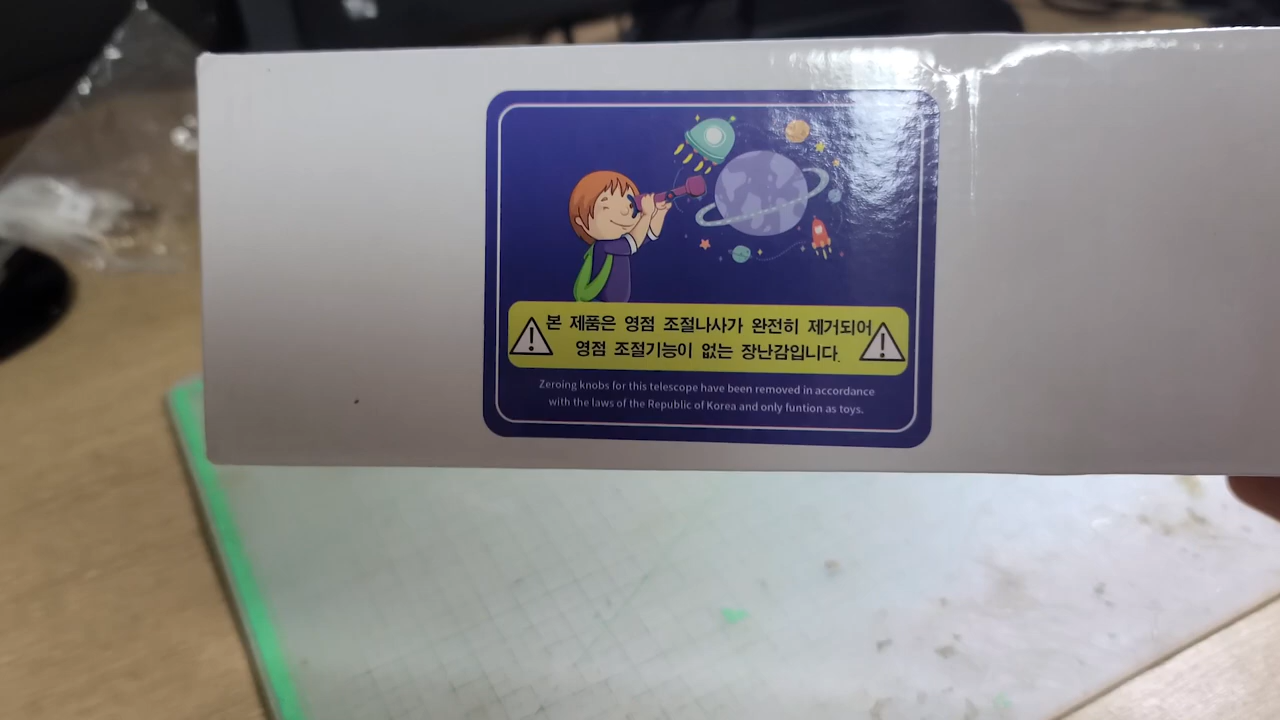 본 제품은 영점 조절나사가 완전히 제거되어
영점 조절기능이 없는 장난감입니다.
Zeroing knobs for this telescope have been removed in accordance
with the laws of the Republic of Korea and only funtion as toys.